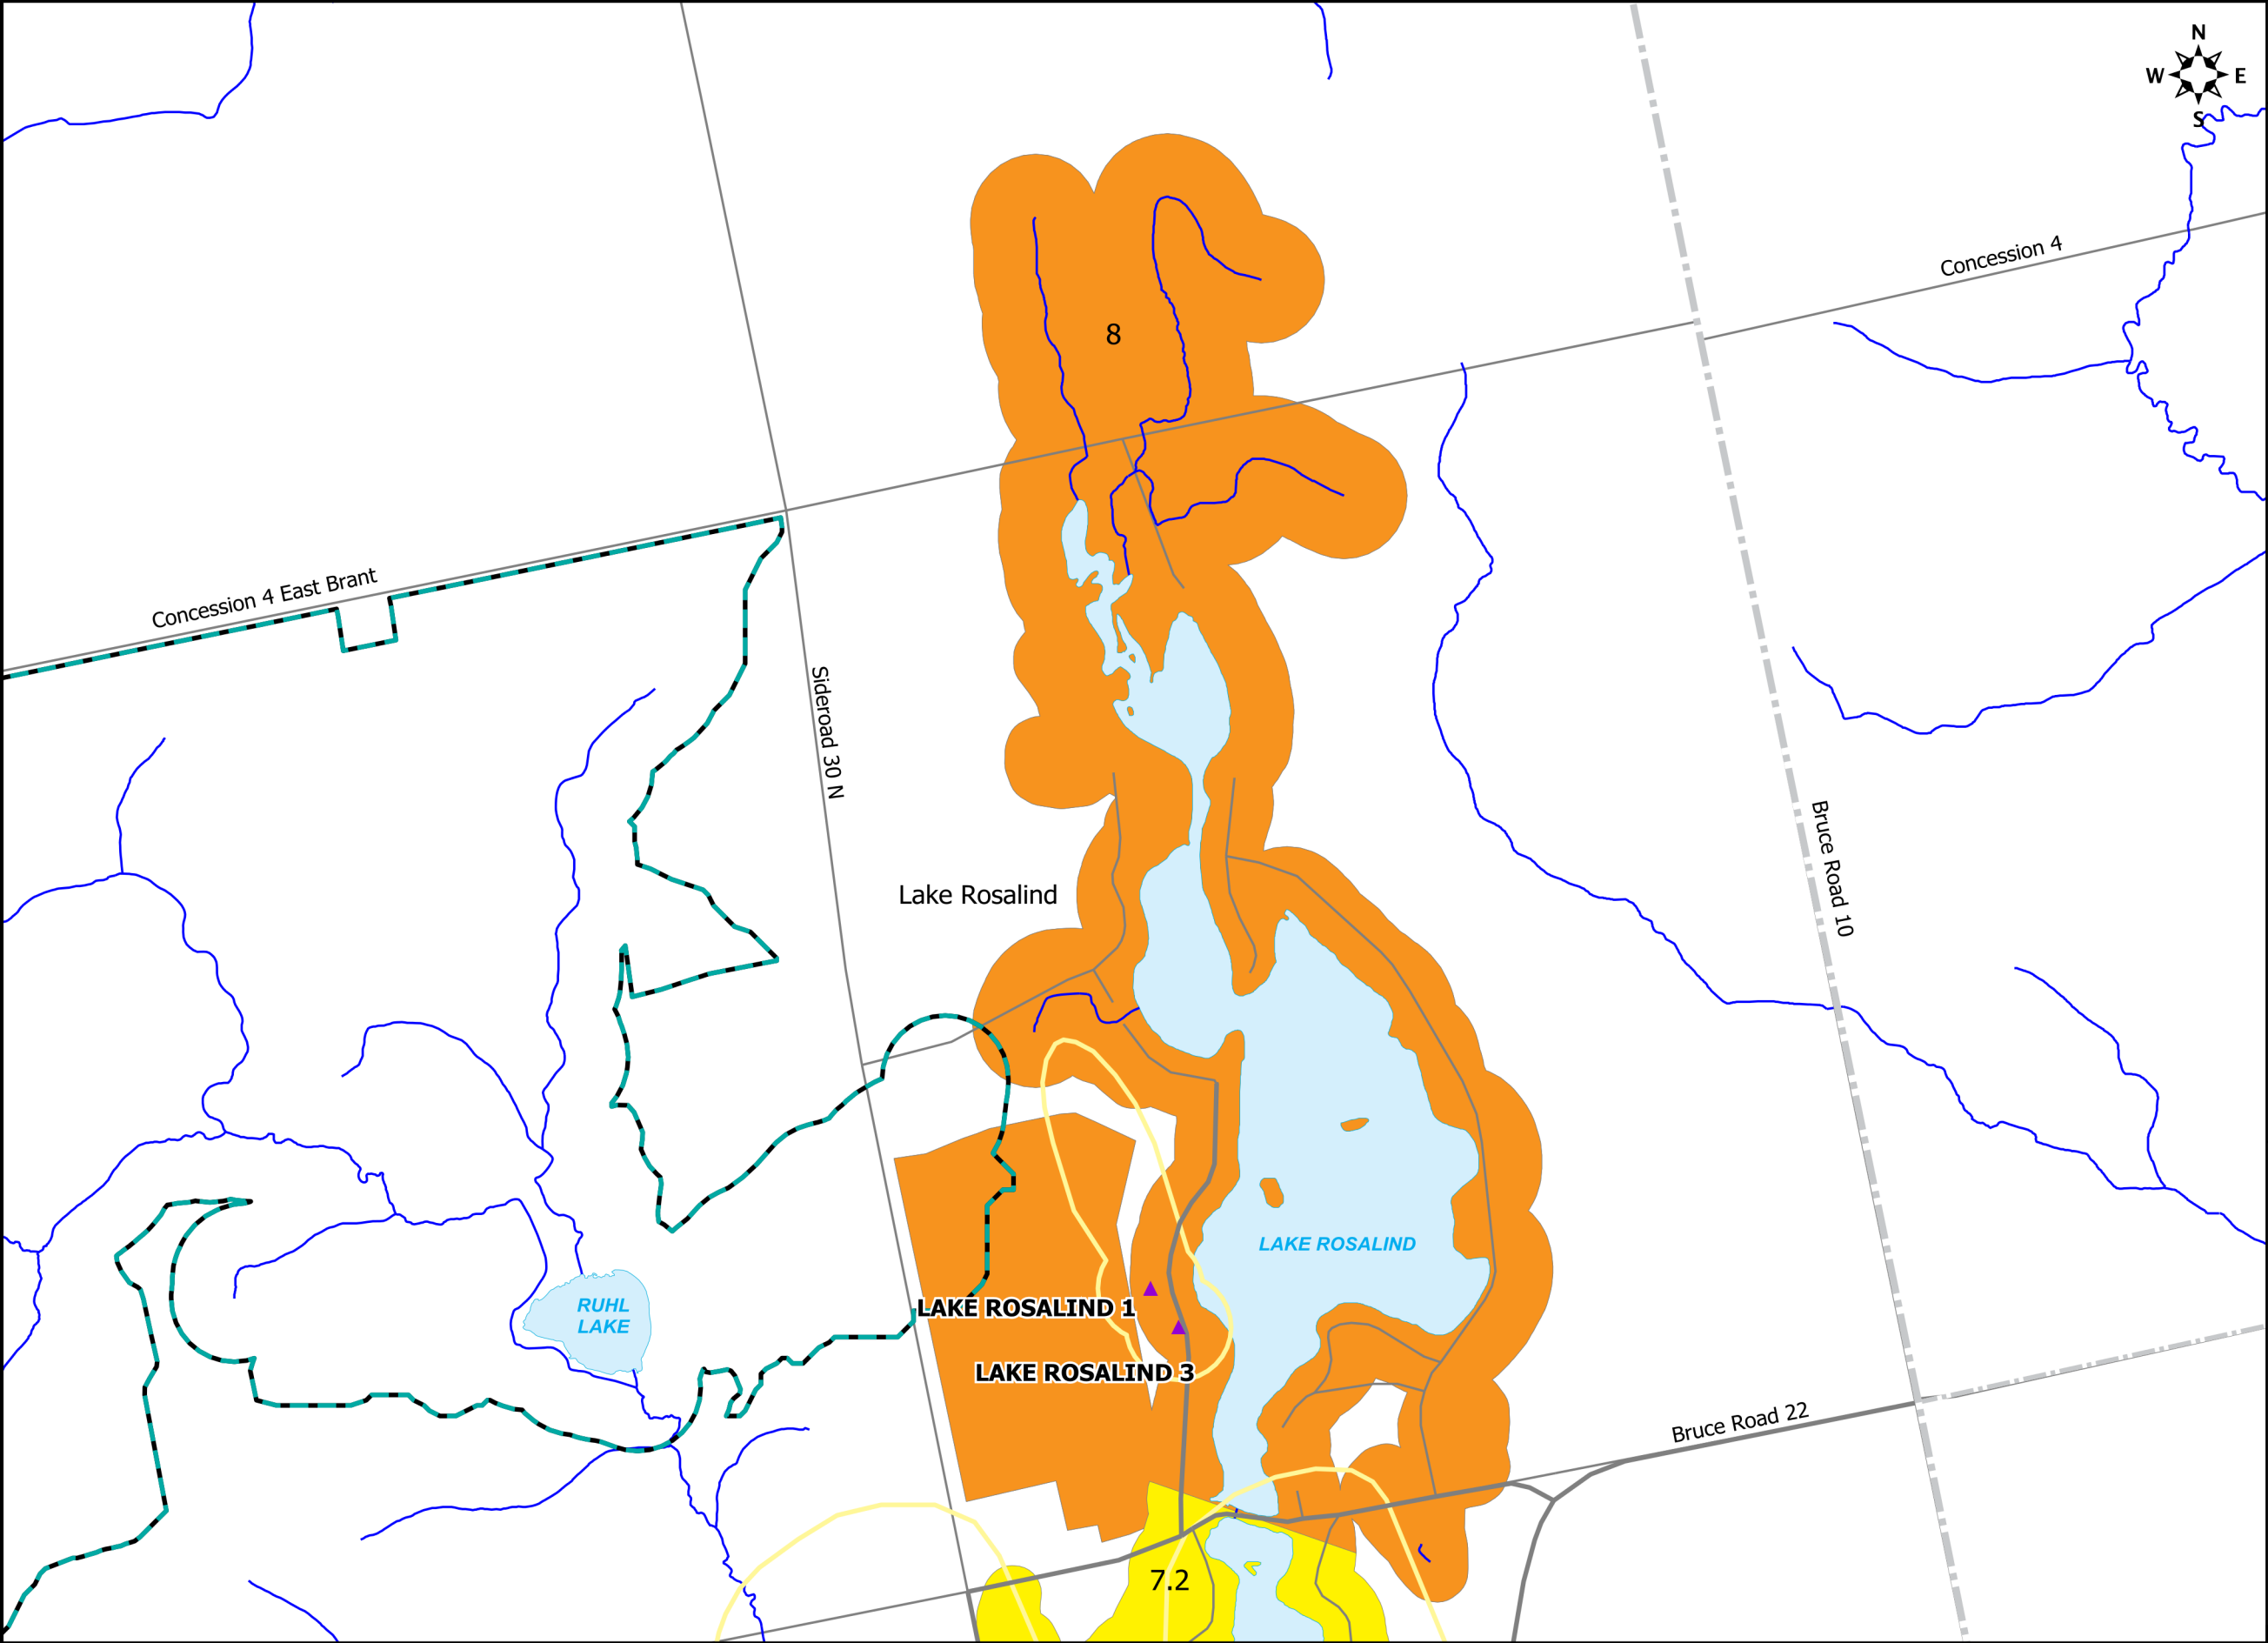 N
W E
S
Concession 4
8
Concession 4 East Brant
Sideroad 30 N
Bruce Road 10
Lake Rosalind
LAKE ROSALIND
RUHL
LAKE
LAKE ROSALIND 1
LAKE ROSALIND 3
Bruce Road 22
7.2